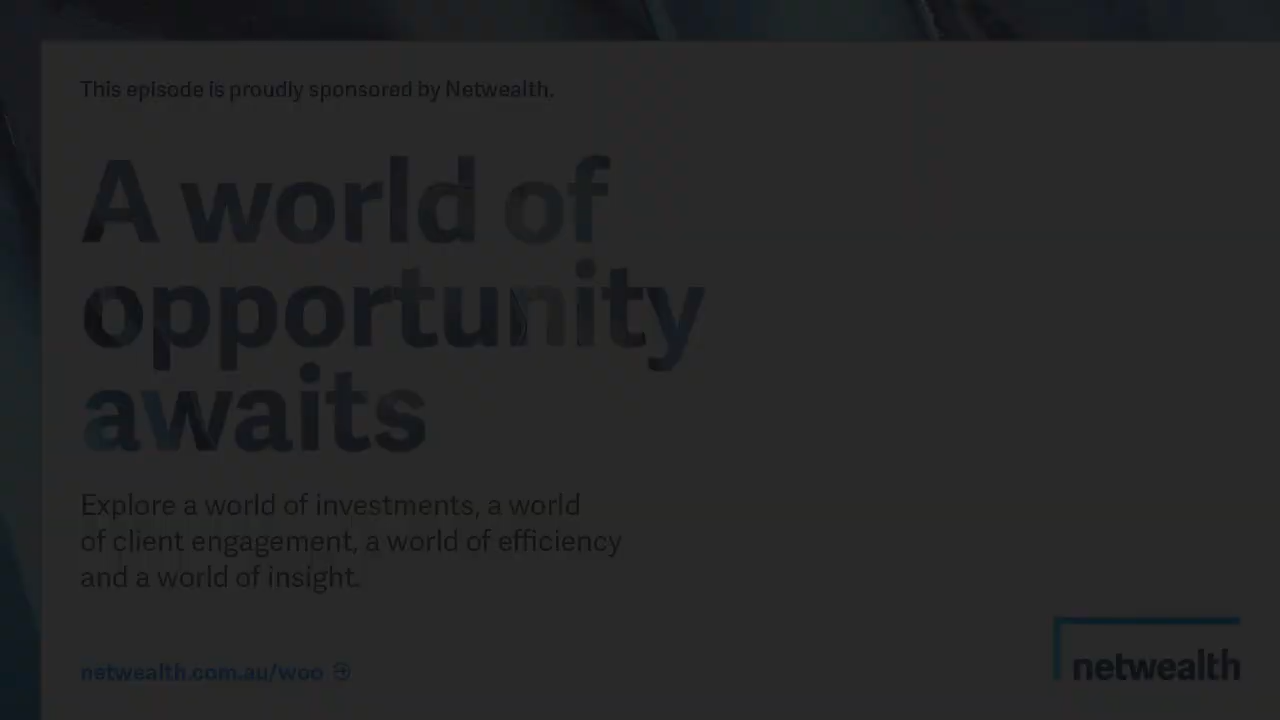 This episode is proudly sponsored by Netwealth.
A world of
opportunity
awaits
Explore a world of investments, a world
of client engagement, a world of efficiency
and a world of insight.
netwealth.com.au/woo
netwealth